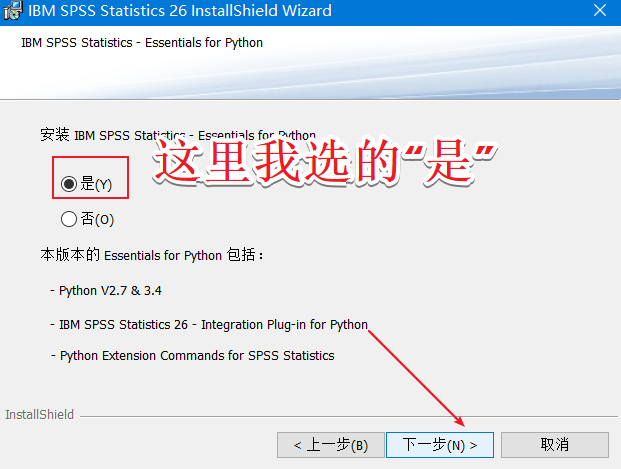 IBM SPSS Statistics 26 InstallShield Wizard
IBM SPSS Statistics - Essentials for Python
安装 IBM SPSS Statistics - Essentials for Python
这里我选的“是”
是(Y)
否(O)
本版本的 Essentials for Python 包括：
- Python V2.7 & 3.4
- IBM SPSS Statistics 26 - Integration Plug-in for Python
- Python Extension Commands for SPSS Statistics
InstallShield
< 上一步(B)
下一步(N) >
取消